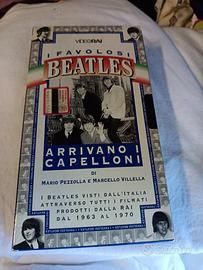 VIDEORAI
I FAVOLOSI
BEATLES
ARRIVANO I
CAPELLONI
DI
MARIO PEZZOLLA E MARCELLO VILLELLA
I BEATLES VISTI DALL'ITALIA
ATTRAVERSO TUTTI I FILMATI
PRODOTTI DALLA RAI
DAL 1963 AL 1970